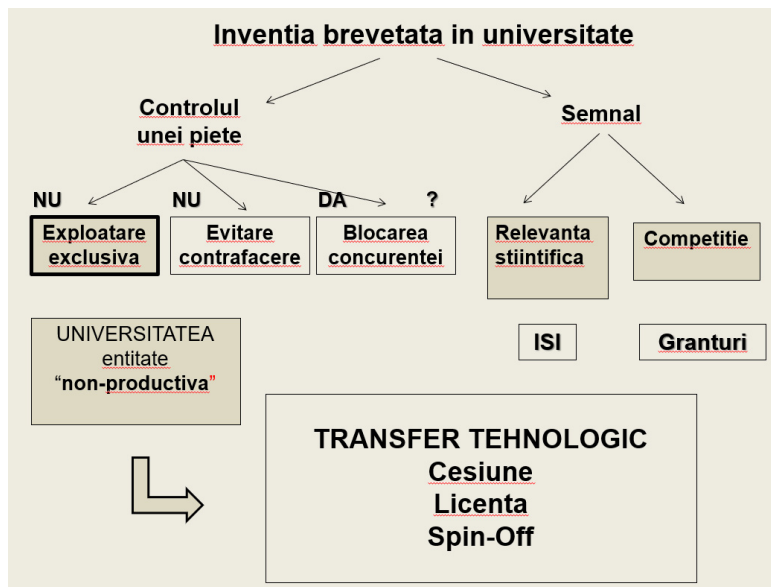 Inventia brevetata in universitate
Controlul
unei piete
Semnal
NU
NU
DA
?
Exploatare
exclusiva
Evitare
contrafacere
Blocarea
concurentei
Relevanta
stiintifica
Competitie
UNIVERSITATEA
entitate
“non-productiva”
ISI
Granturi
TRANSFER TEHNOLOGIC
Cesiune
Licenta
Spin-Off